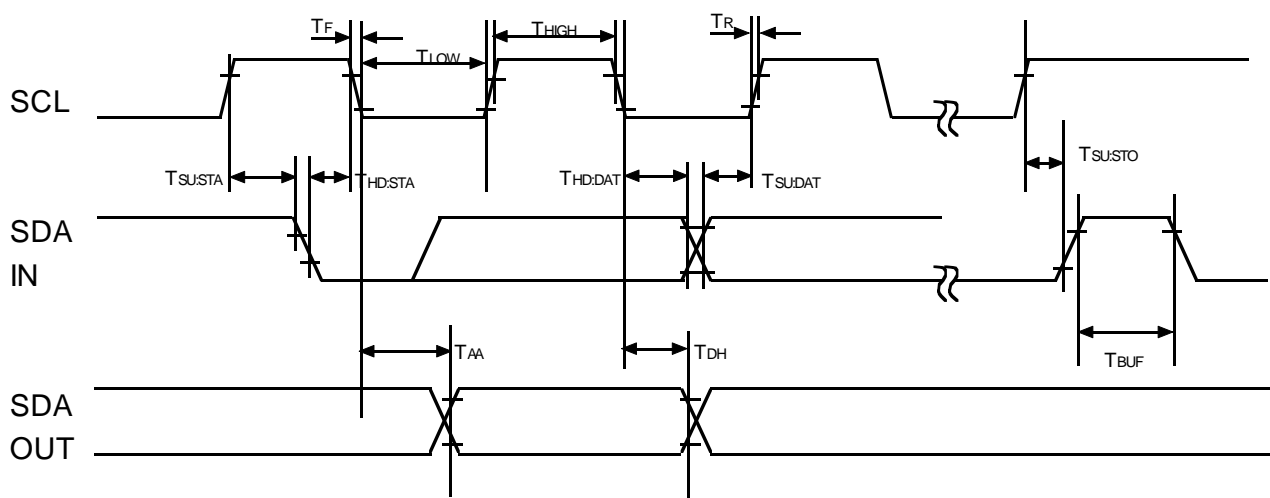 TF
THIGH
TR
TLOW
SCL
TSU:STA
THD:STA
THD:DAT
TSU:DAT
TSU:STO
SDA
IN
TAA
TDH
TBUF
SDA
OUT